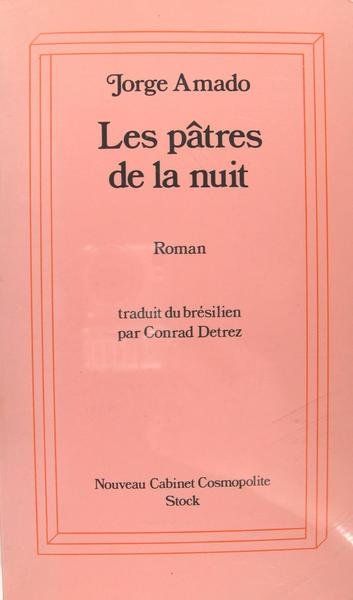 Jorge Amado
Les pâtres
de la nuit
Roman
traduit du brésilien
par Conrad Detrez
Nouveau Cabinet Cosmopolite
Stock